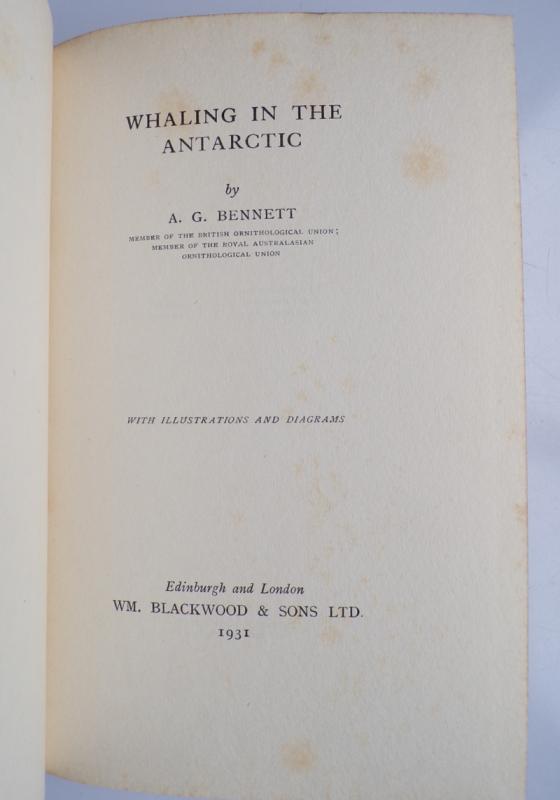 WHALING IN THE
ANTARCTIC
by
A. G. BENNETT
MEMBER OF THE BRITISH ORNITHOLOGICAL UNION;
MEMBER OF THE ROYAL AUSTRALASIAN
ORNITHOLOGICAL UNION
WITH ILLUSTRATIONS AND DIAGRAMS
Edinburgh and London
WM. BLACKWOOD & SONS LTD.
1931